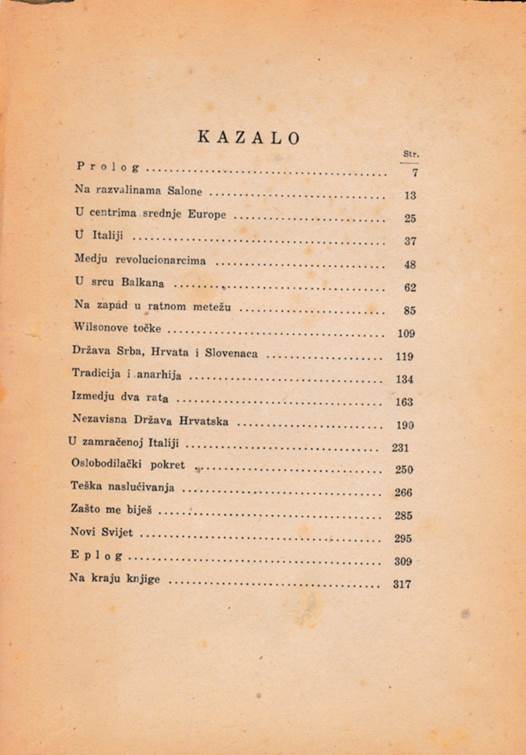 KAZALO
Str.
Prolog ........................................ 7
Na razvalinama Salone .............................. 13
U centrima srednje Europe ......................... 25
U Italiji .......................................... 37
Medju revolucionarcima ............................ 48
U srcu Balkana ................................... 62
Na zapad u ratnom metežu ........................ 85
Wilsonove točke .................................... 109
Država Srba, Hrvata i Slovenaca .................... 119
Tradicija i anarhija ................................ 134
Izmedju dva rata ................................... 163
Nezavisna Država Hrvatska ........................ 190
U zamračenoj Italiji ................................ 231
Oslobodilački pokret ............................... 250
Teška naslućivanja ................................. 266
Zašto me biješ ..................................... 285
Novi Svijet ........................................ 295
Eplog .......................................... 309
Na kraju knjige ................................... 317